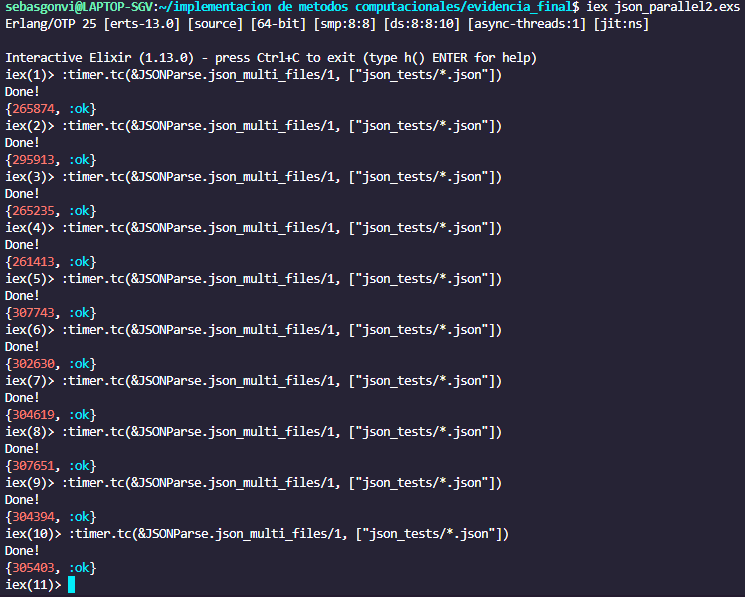 sebasgonvi@LAPTOP-SGV:~/implementacion de metodos computacionales/evidencia_final$ iex json_parallel2.exs
Erlang/OTP 25 [erts-13.0] [source] [64-bit] [smp:8:8] [ds:8:8:10] [async-threads:1] [jit:ns]

Interactive Elixir (1.13.0) - press Ctrl+C to exit (type h() ENTER for help)
iex(1)> :timer.tc(&JSONParse.json_multi_files/1, ["json_tests/*.json"])
Done!
{265874, :ok}
iex(2)> :timer.tc(&JSONParse.json_multi_files/1, ["json_tests/*.json"])
Done!
{295913, :ok}
iex(3)> :timer.tc(&JSONParse.json_multi_files/1, ["json_tests/*.json"])
Done!
{265235, :ok}
iex(4)> :timer.tc(&JSONParse.json_multi_files/1, ["json_tests/*.json"])
Done!
{261413, :ok}
iex(5)> :timer.tc(&JSONParse.json_multi_files/1, ["json_tests/*.json"])
Done!
{307743, :ok}
iex(6)> :timer.tc(&JSONParse.json_multi_files/1, ["json_tests/*.json"])
Done!
{302630, :ok}
iex(7)> :timer.tc(&JSONParse.json_multi_files/1, ["json_tests/*.json"])
Done!
{304619, :ok}
iex(8)> :timer.tc(&JSONParse.json_multi_files/1, ["json_tests/*.json"])
Done!
{307651, :ok}
iex(9)> :timer.tc(&JSONParse.json_multi_files/1, ["json_tests/*.json"])
Done!
{304394, :ok}
iex(10)> :timer.tc(&JSONParse.json_multi_files/1, ["json_tests/*.json"])
Done!
{305403, :ok}
iex(11)>